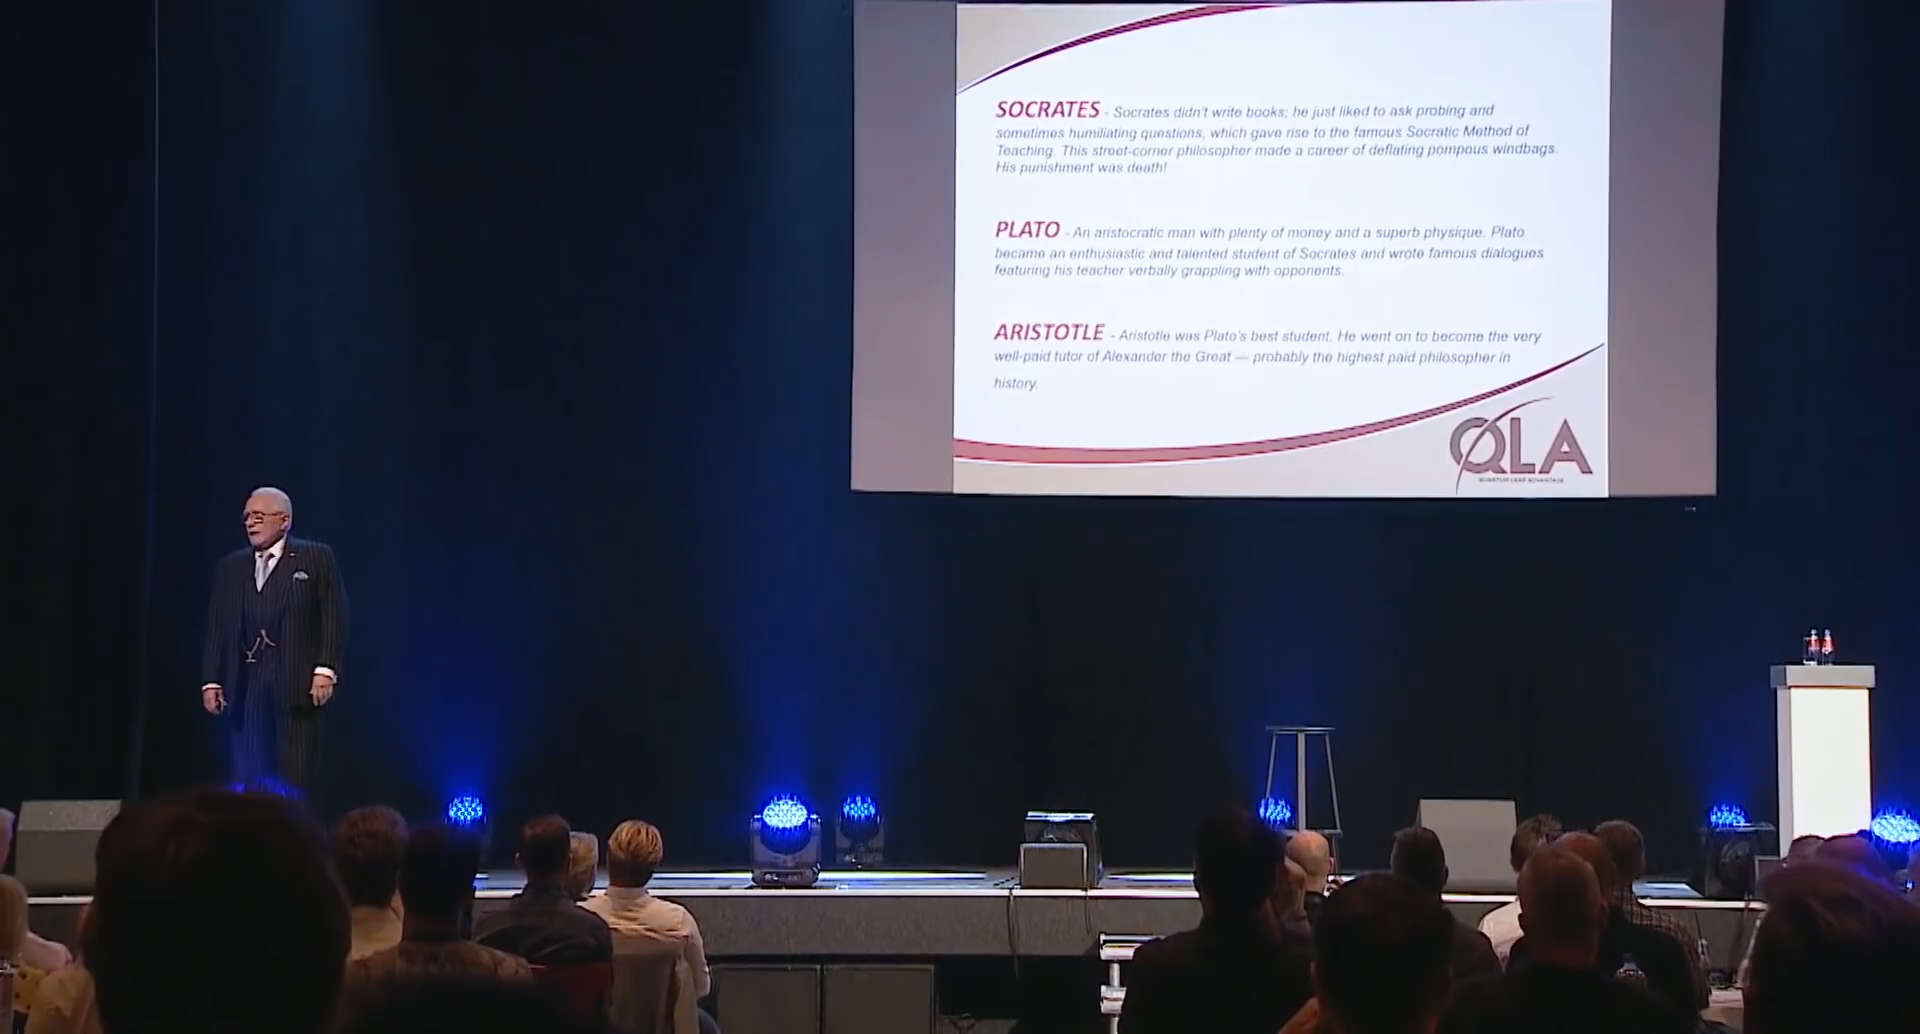 SOCRATES - Socrates didn't write books; he just liked to ask probing and
sometimes humiliating questions, which gave rise to the famous Socratic Method of
Teaching. This street-corner philosopher made a career of deflating pompous windbags.
His punishment was death!
PLATO - An aristocratic man with plenty of money and a superb physique. Plato
became an enthusiastic and talented student of Socrates and wrote famous dialogues
featuring his teacher verbally grappling with opponents.
ARISTOTLE - Aristotle was Plato's best student. He went on to become the very
well-paid tutor of Alexander the Great — probably the highest paid philosopher in
history.
QLA
QUANTUM LEAP ADVANTAGE